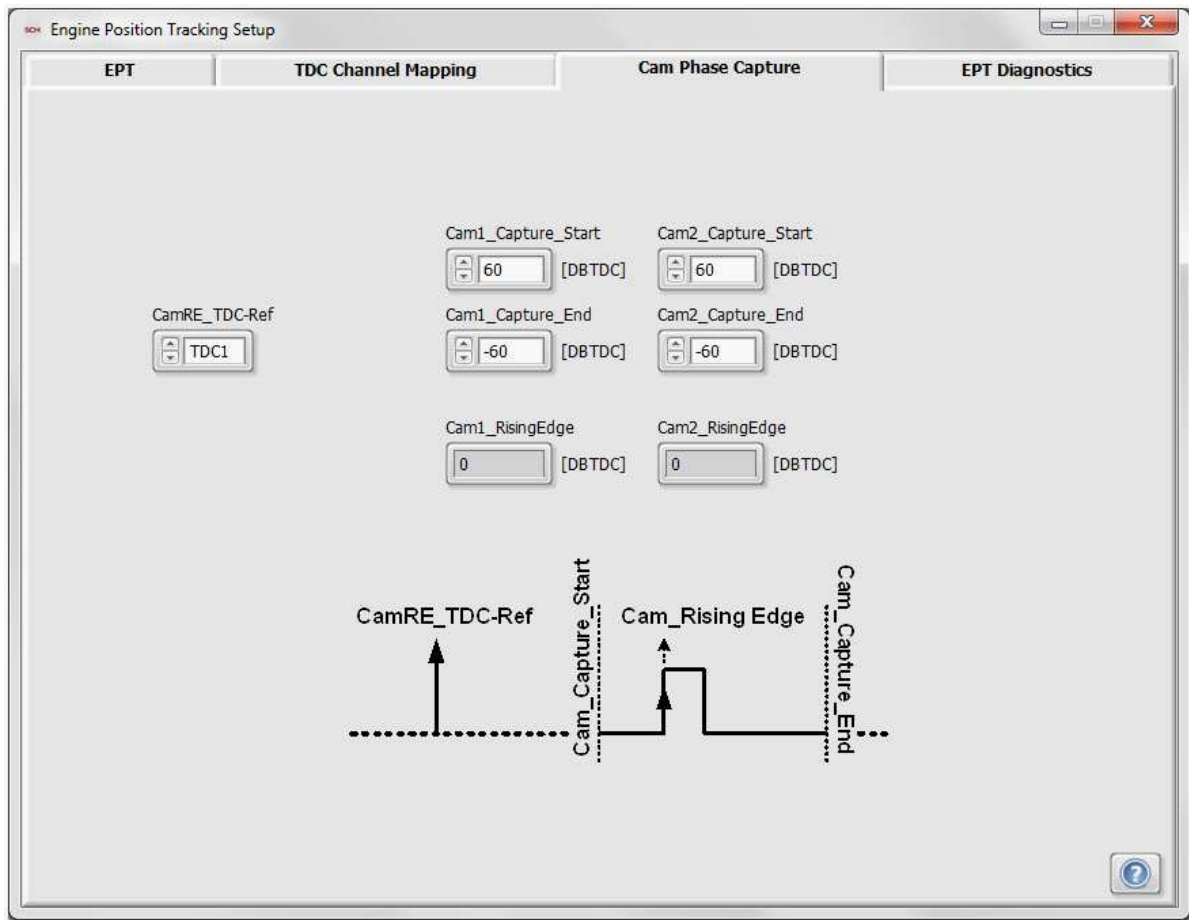 SCM Engine Position Tracking Setup
EPT TDC Channel Mapping Cam Phase Capture EPT Diagnostics
Cam1_Capture_Start Cam2_Capture_Start
60 [DBTDC] 60 [DBTDC]
CamRE_TDC-Ref Cam1_Capture_End Cam2_Capture_End
TDC1 -60 [DBTDC] -60 [DBTDC]
Cam1_RisingEdge Cam2_RisingEdge
0 [DBTDC] 0 [DBTDC]
CamRE_TDC-Ref
Cam_Capture_Start
Cam_Rising Edge
Cam_Capture_End
?